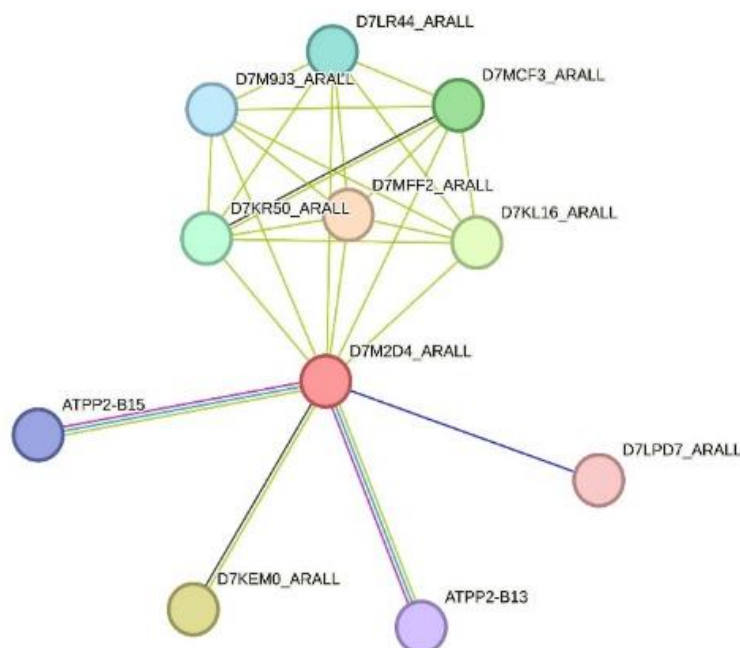 D7LR44_ARALL
D7M9J3_ARALL
D7MCF3_ARALL
D7MFF2_ARALL
D7KR50_ARALL
D7KL16_ARALL
D7M2D4_ARALL
ATPP2-B15
D7LPD7_ARALL
D7KEM0_ARALL
ATPP2-B13